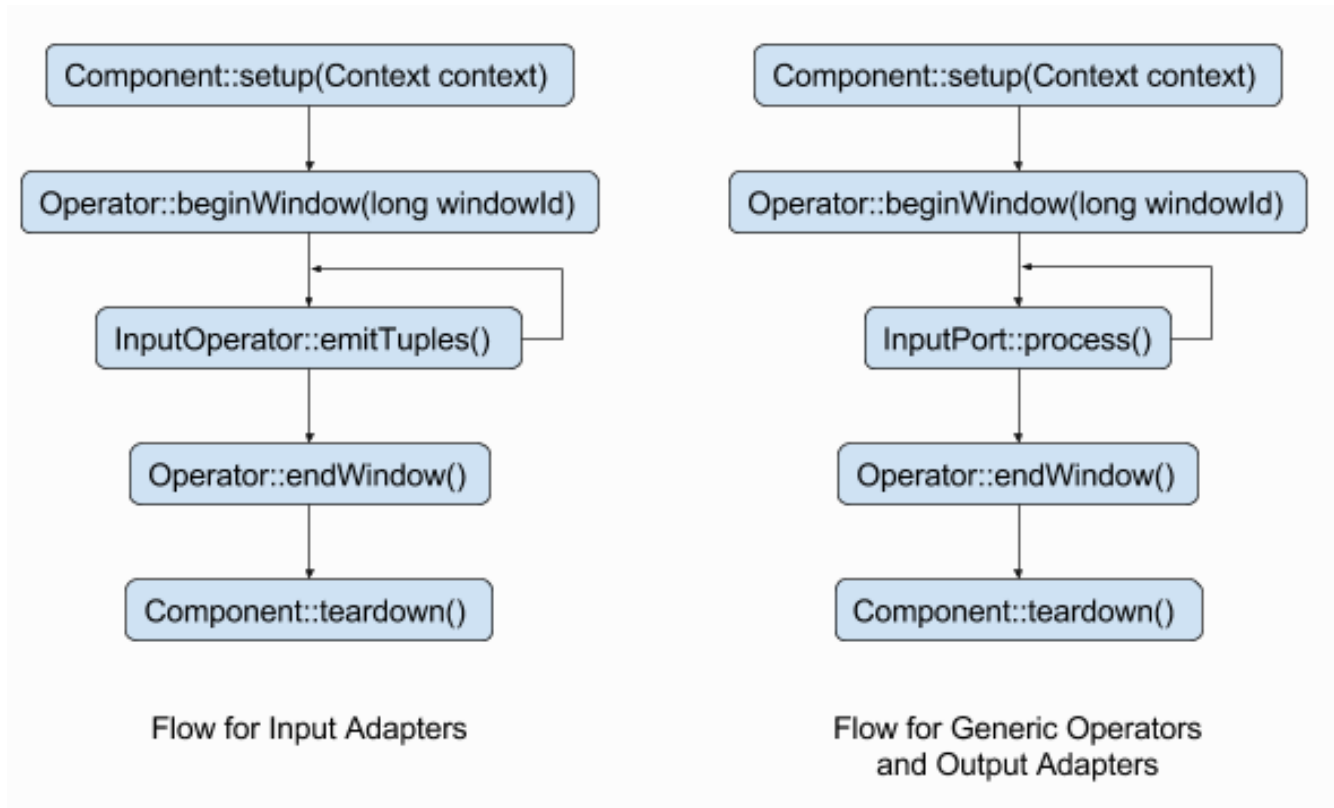 Component::setup(Context context)
Operator::beginWindow(long windowId)
InputOperator::emitTuples()
Operator::endWindow()
Component::teardown()
Flow for Input Adapters
Component::setup(Context context)
Operator::beginWindow(long windowId)
InputPort::process()
Operator::endWindow()
Component::teardown()
Flow for Generic Operators
and Output Adapters